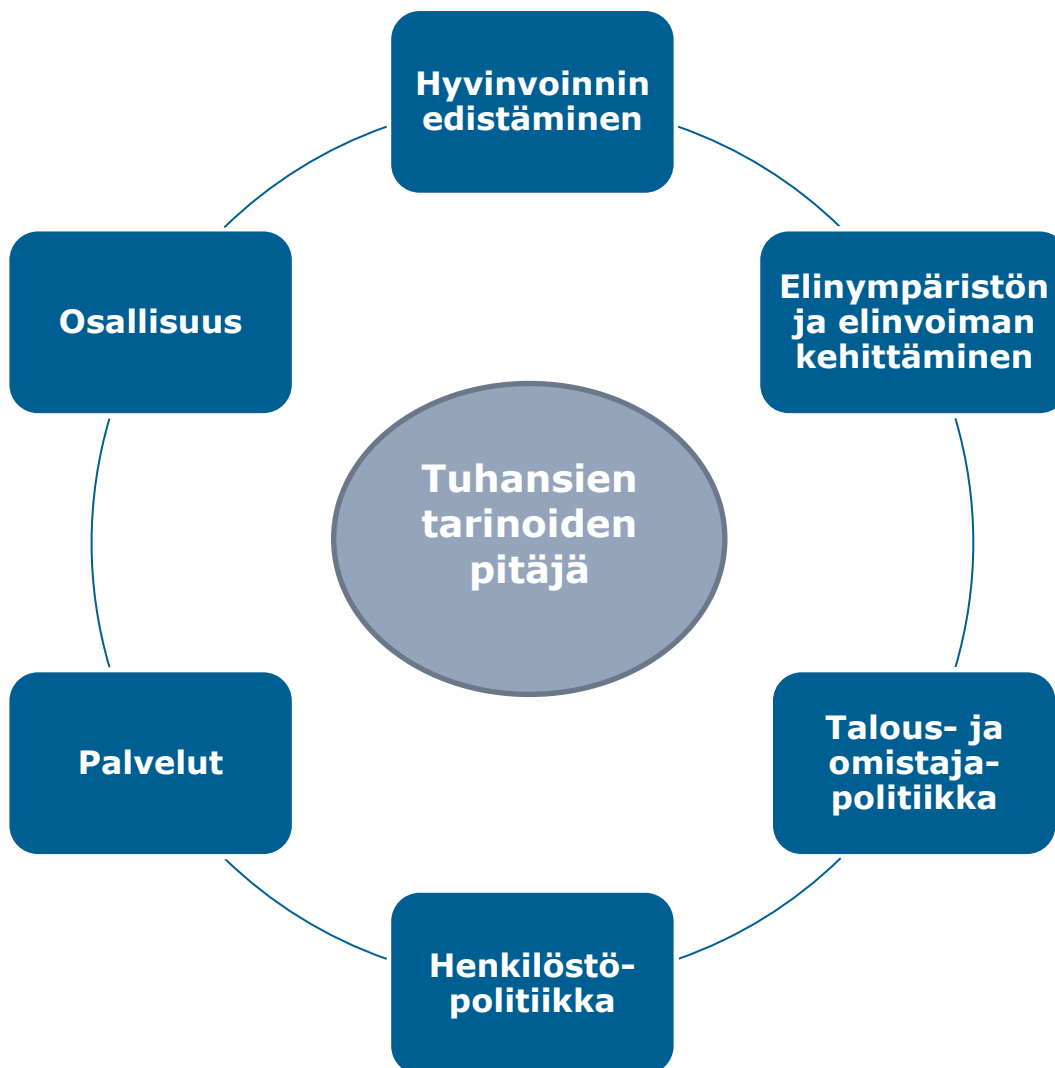 Hyvinvoinnin
edistäminen
Elinympäristön
ja elinvoiman
kehittäminen
Talous- ja
omistaja-
politiikka
Henkilöstö-
politiikka
Palvelut
Osallisuus
Tuhansien
tarinoiden
pitäjä